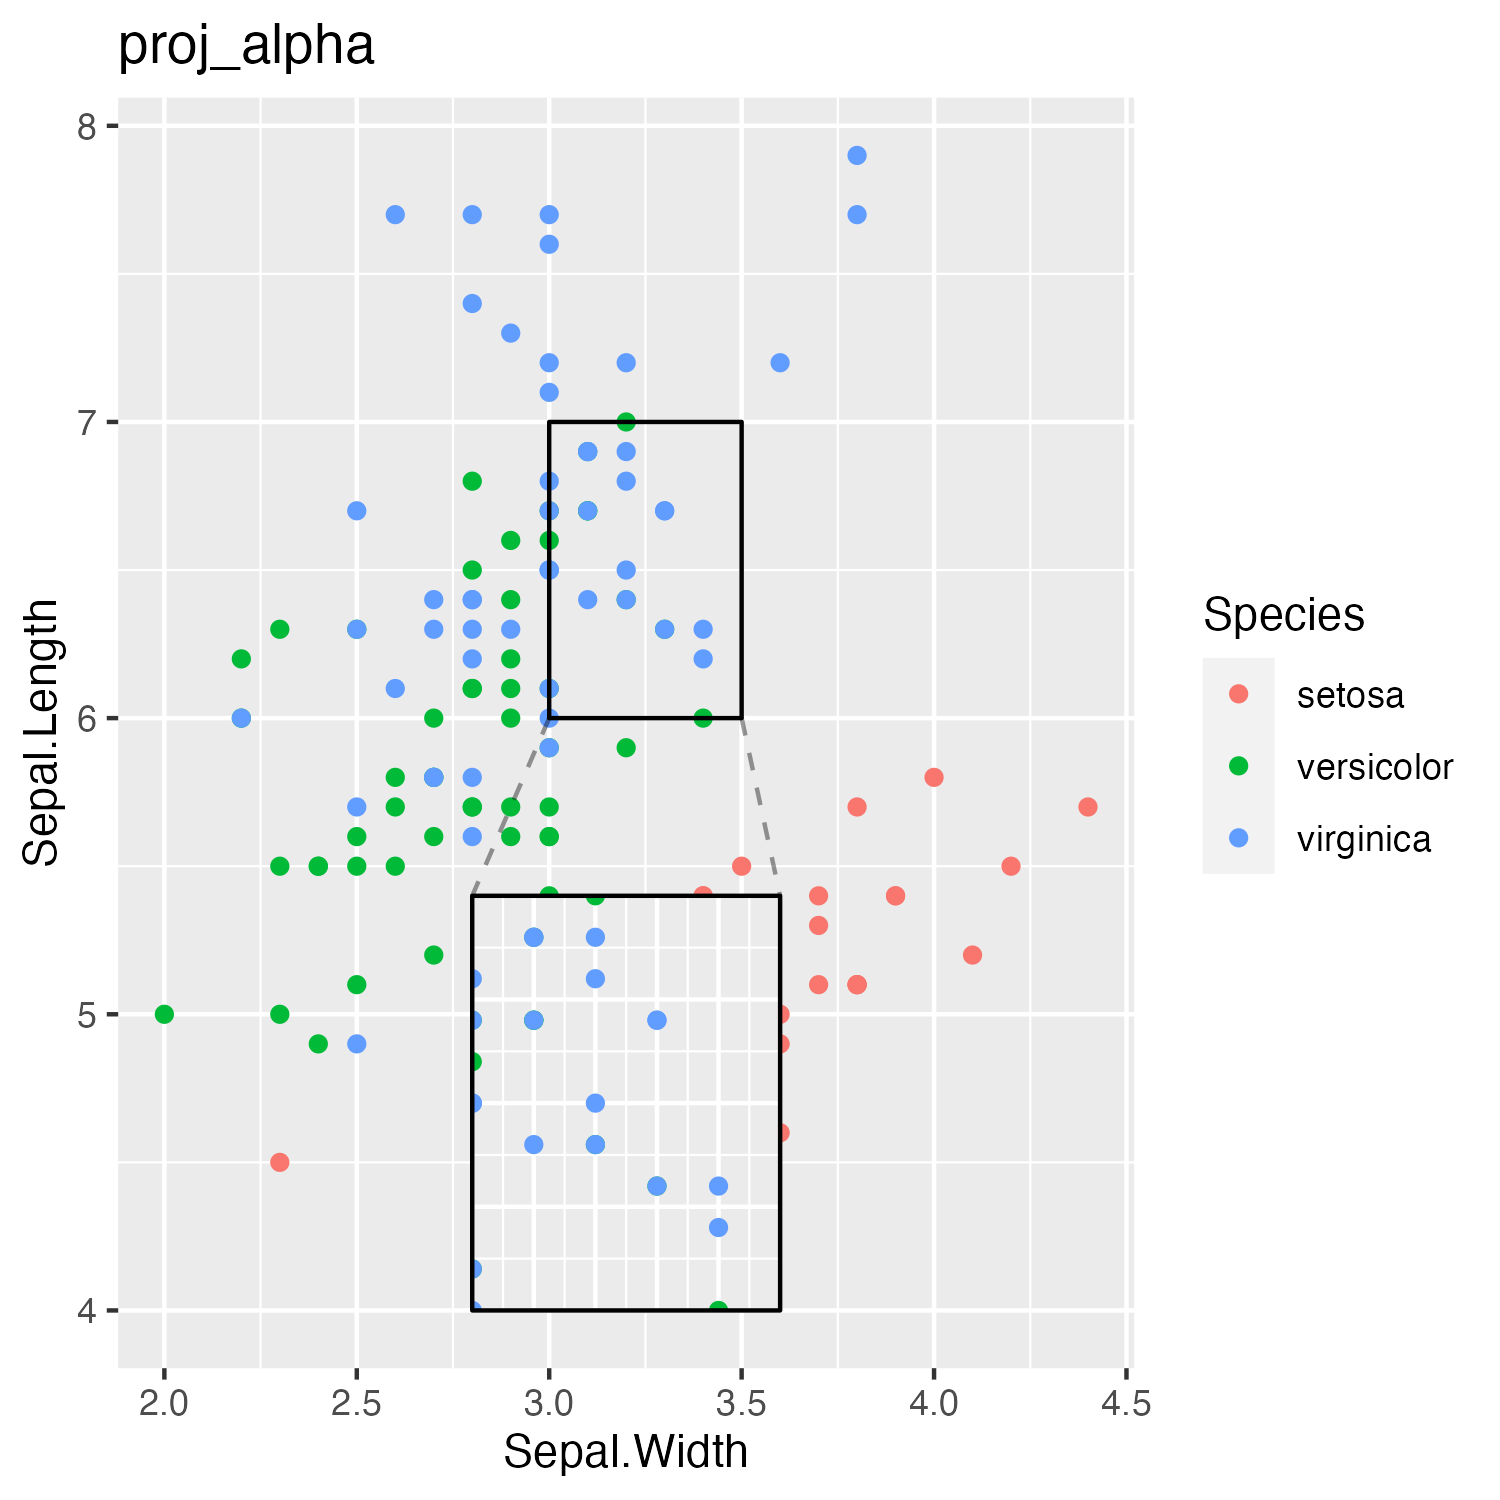 proj_alpha
8
7
6
5
4
Sepal.Length
2.0 2.5 3.0 3.5 4.0 4.5
Sepal.Width
Species
setosa
versicolor
virginica